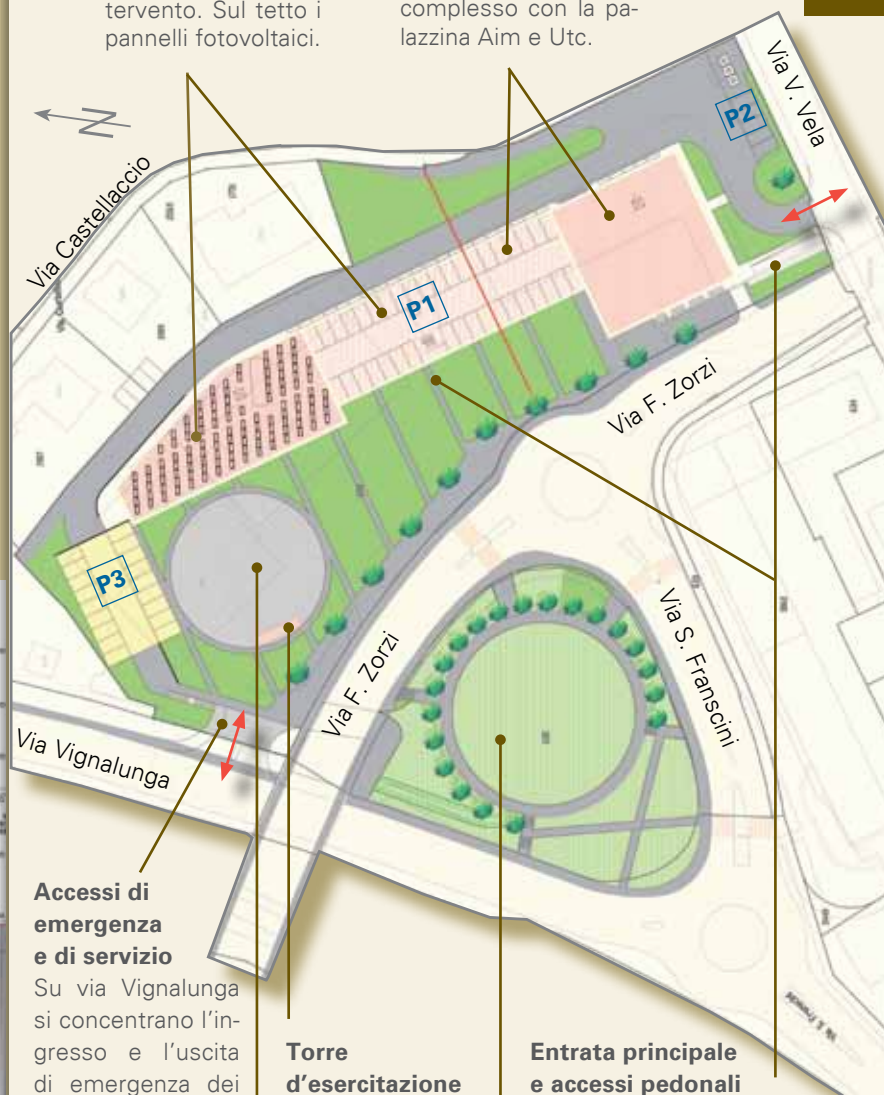 tervento. Sul tetto i
pannelli fotovoltaici.
complesso con la pa-
lazzina Aim e Utc.
N
Via V. Vela
P2
Via Castellaccio
P1
Via F. Zorzi
P3
Via F. Zorzi
Via S. Franscini
Via Vignalunga
Via S. Franscini
Accessi di
emergenza
e di servizio
Su via Vignalunga
si concentrano l'in-
gresso e l'uscita
di emergenza dei
Torre
d'esercitazione
Entrata principale
e accessi pedonali